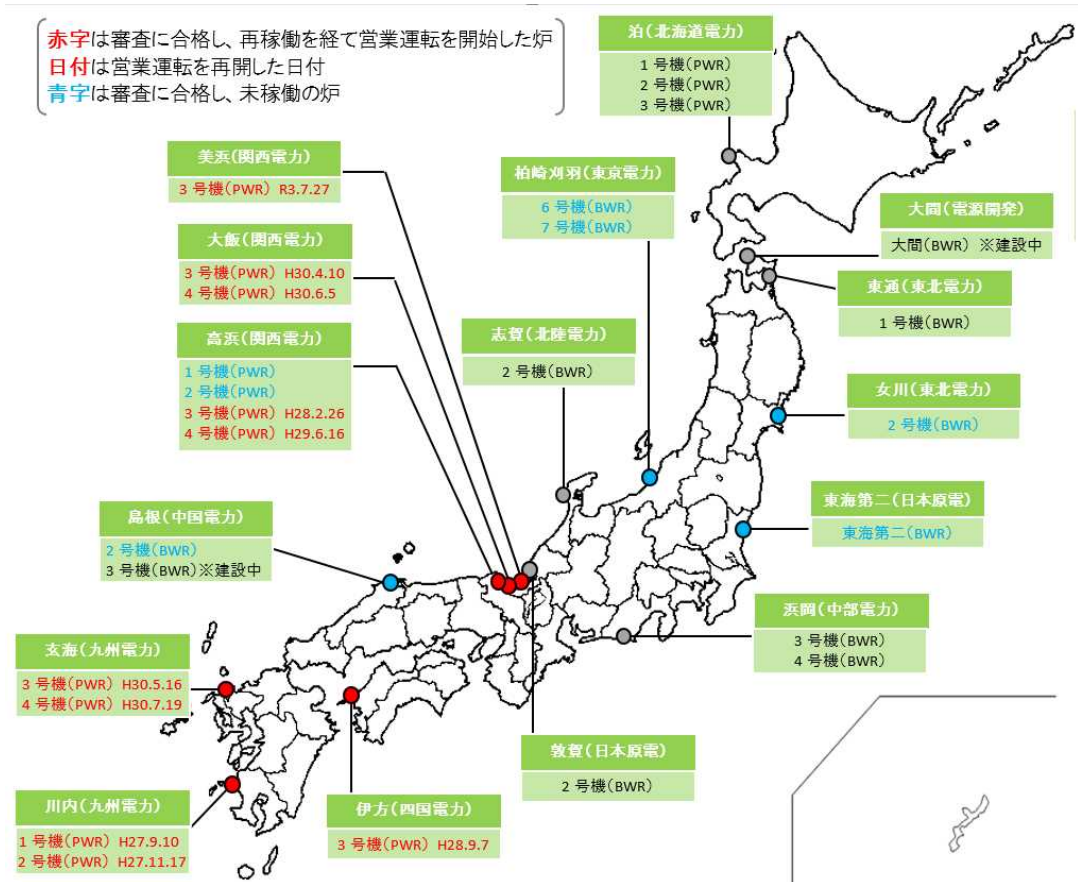 赤字は審査に合格し、再稼働を経て営業運転を開始した炉
日付は営業運転を再開した日付
青字は審査に合格し、未稼働の炉
泊(北海道電力)
1号機(PWR)
2号機(PWR)
3号機(PWR)
美浜(関西電力)
3号機(PWR) R3.7.27
柏崎刈羽(東京電力)
6号機(BWR)
7号機(BWR)
大間(電源開発)
大間(BWR) ※建設中
大飯(関西電力)
3号機(PWR) H30.4.10
4号機(PWR) H30.6.5
東通(東北電力)
1号機(BWR)
高浜(関西電力)
1号機(PWR)
2号機(PWR)
3号機(PWR) H28.2.26
4号機(PWR) H29.6.16
志賀(北陸電力)
2号機(BWR)
女川(東北電力)
2号機(BWR)
島根(中国電力)
2号機(BWR)
3号機(BWR)※建設中
東海第二(日本原電)
東海第二(BWR)
浜岡(中部電力)
3号機(BWR)
4号機(BWR)
玄海(九州電力)
3号機(PWR) H30.5.16
4号機(PWR) H30.7.19
敦賀(日本原電)
2号機(BWR)
川内(九州電力)
1号機(PWR) H27.9.10
2号機(PWR) H27.11.17
伊方(四国電力)
3号機(PWR) H28.9.7